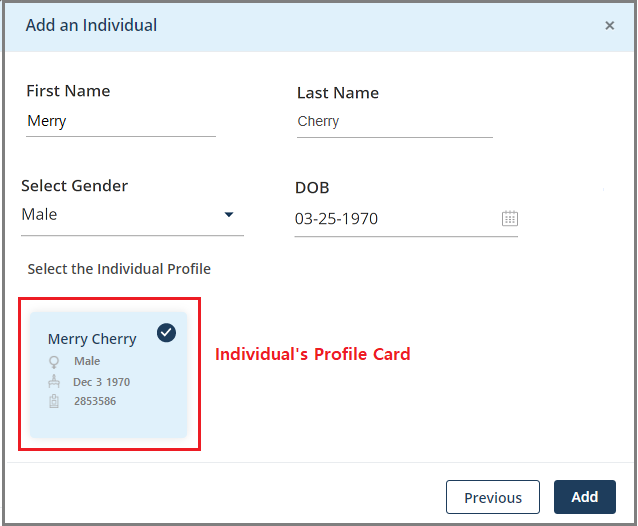 Add an Individual
×
First Name
Last Name
Merry
Cherry
Select Gender
DOB
Male
03-25-1970
Select the Individual Profile
Merry Cherry
Male
Dec 3 1970
2853586
Individual's Profile Card
Previous
Add